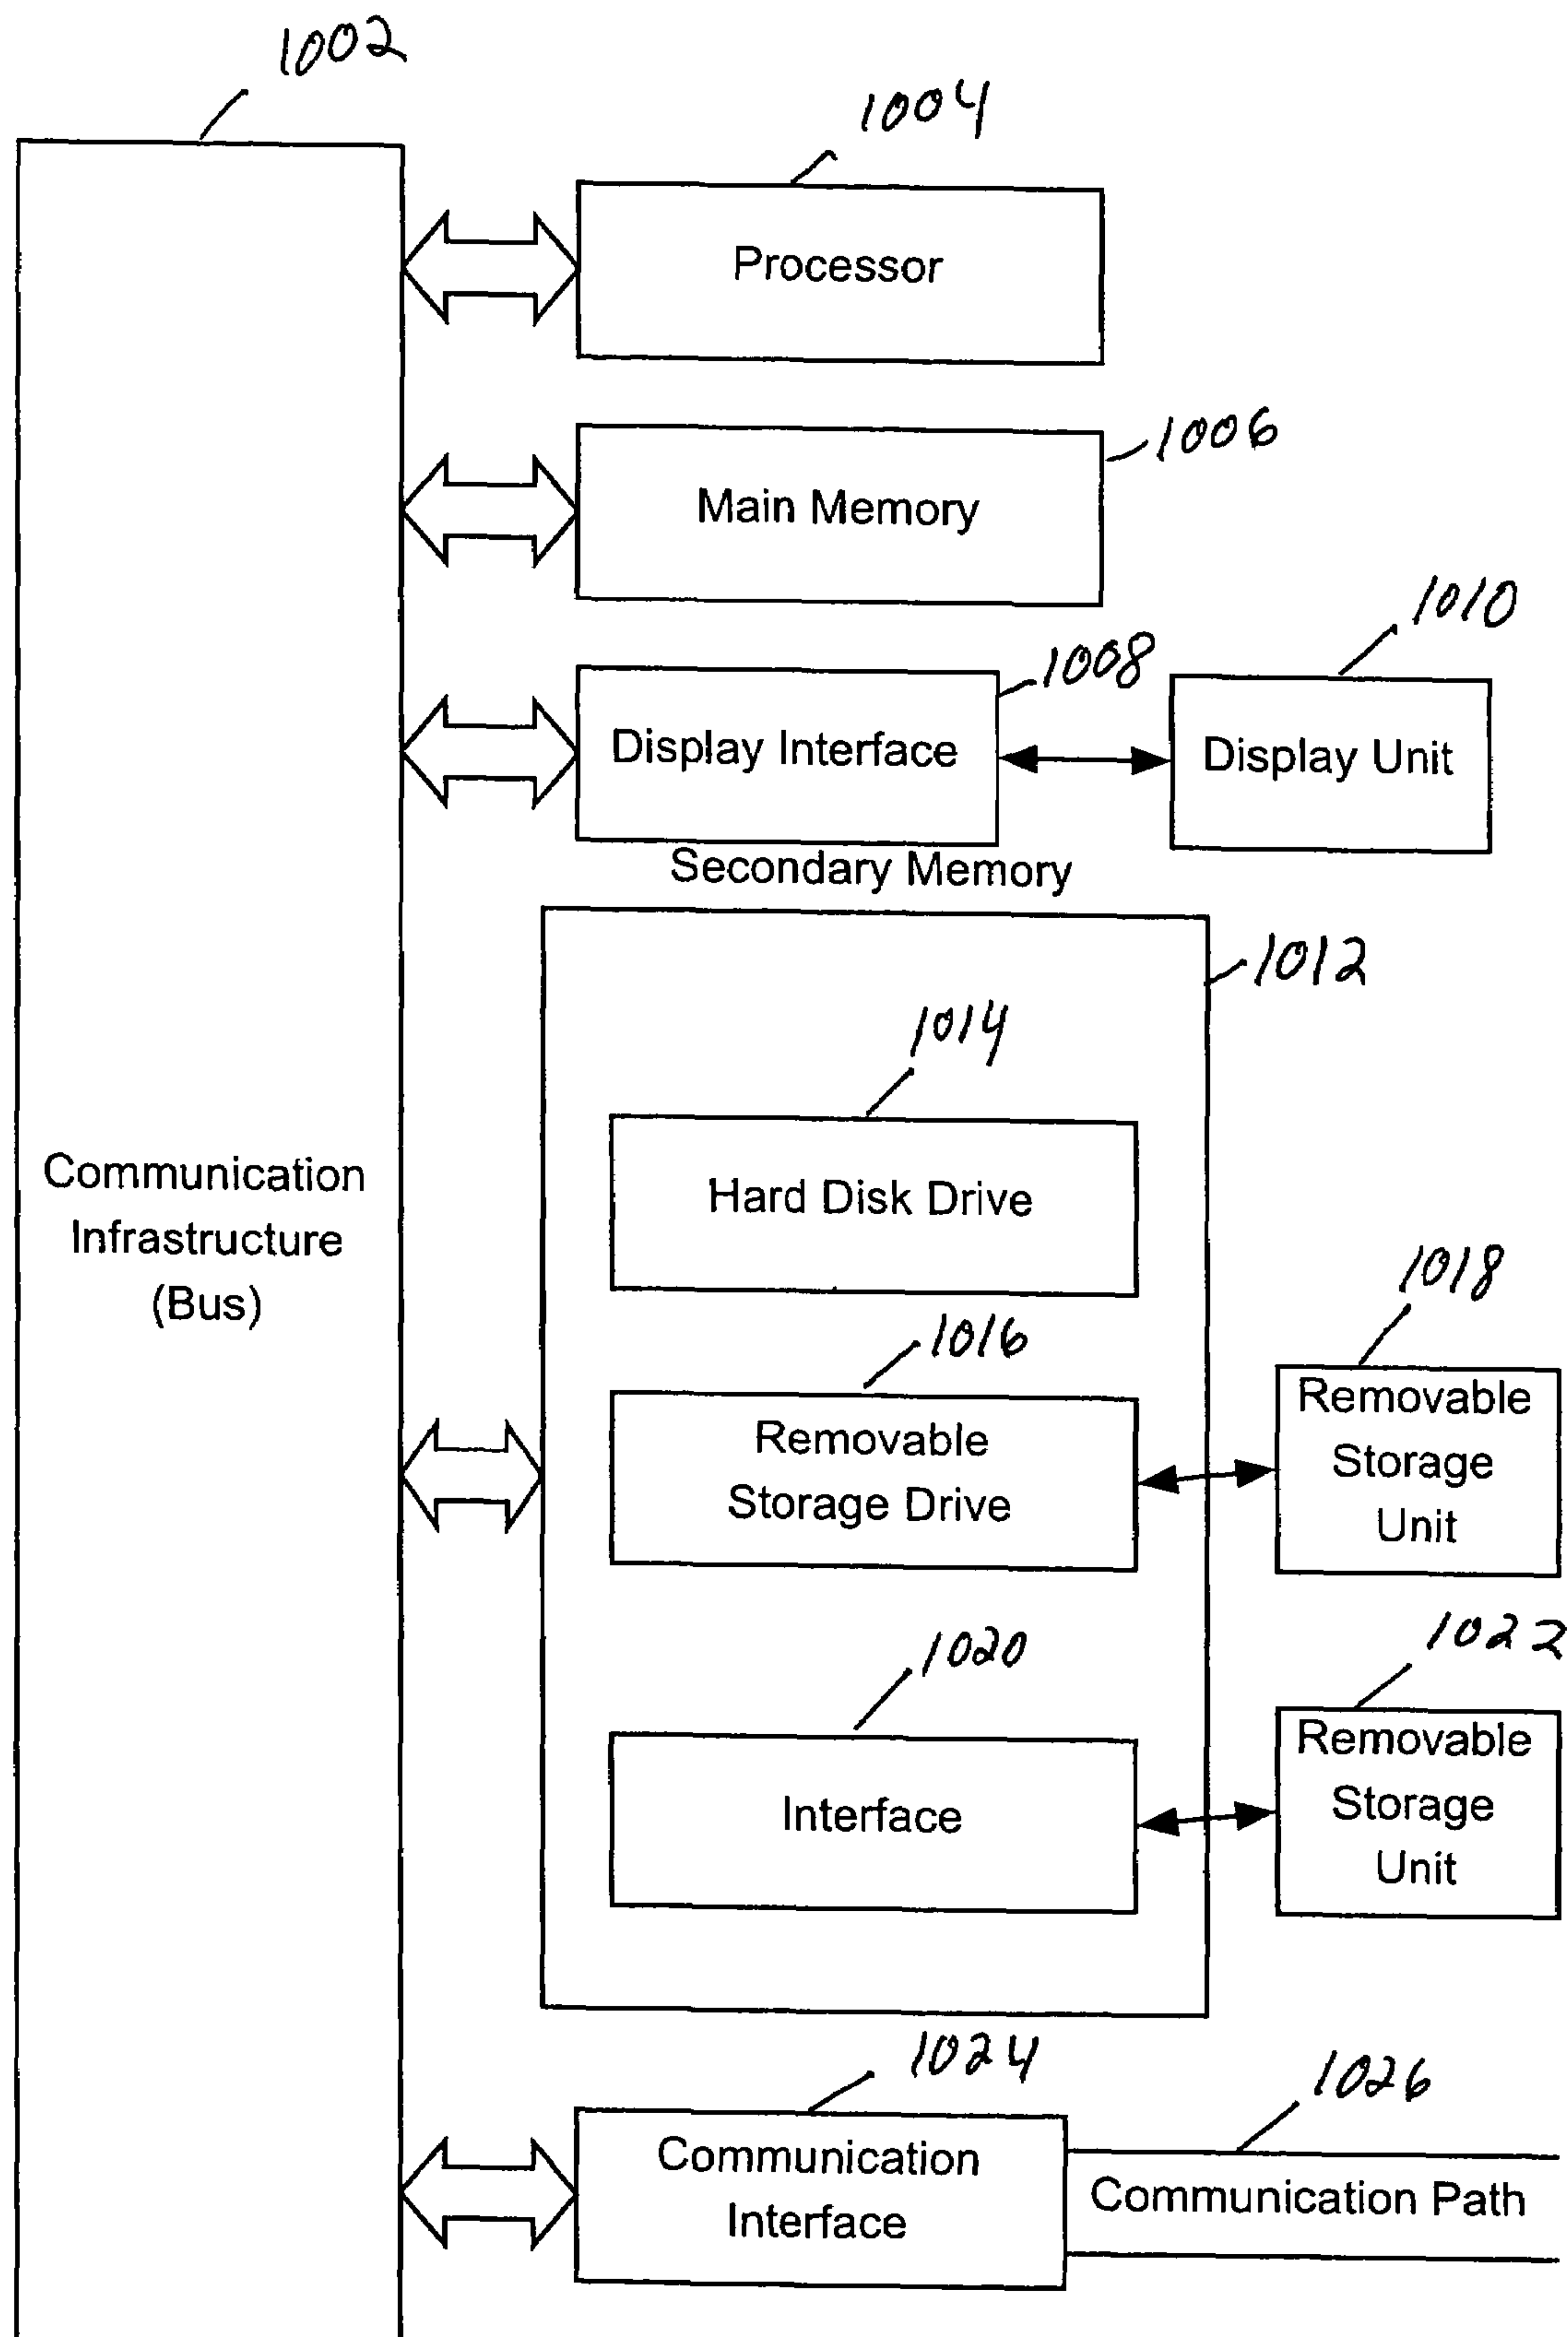 1002
1004
Processor
1006
Main Memory
1010
1008
Display Interface
Display Unit
Secondary Memory
1012
1014
Hard Disk Drive
Communication
Infrastructure
(Bus)
1018
1016
Removable
Storage Drive
Removable
Storage
Unit
1022
1020
Interface
Removable
Storage
Unit
1024
1026
Communication
Interface
Communication Path